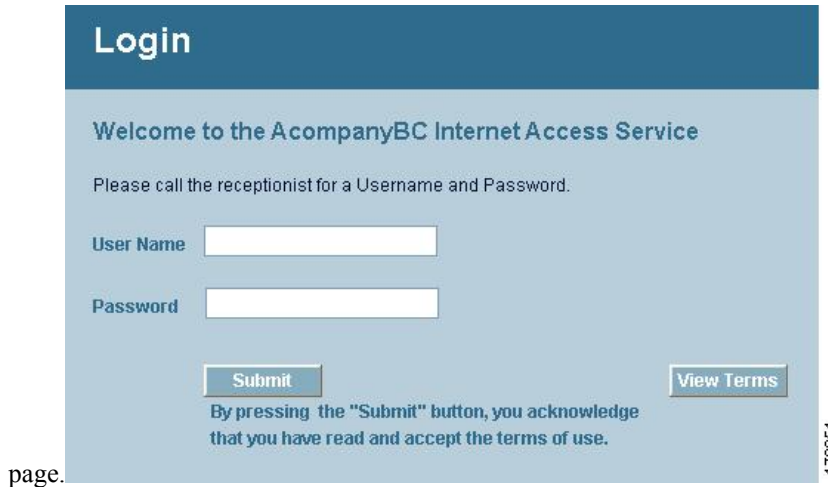 Login
Welcome to the AcompanyBC Internet Access Service
Please call the receptionist for a Username and Password.
User Name
Password
Submit
View Terms
By pressing the "Submit" button, you acknowledge
that you have read and accept the terms of use.
page.